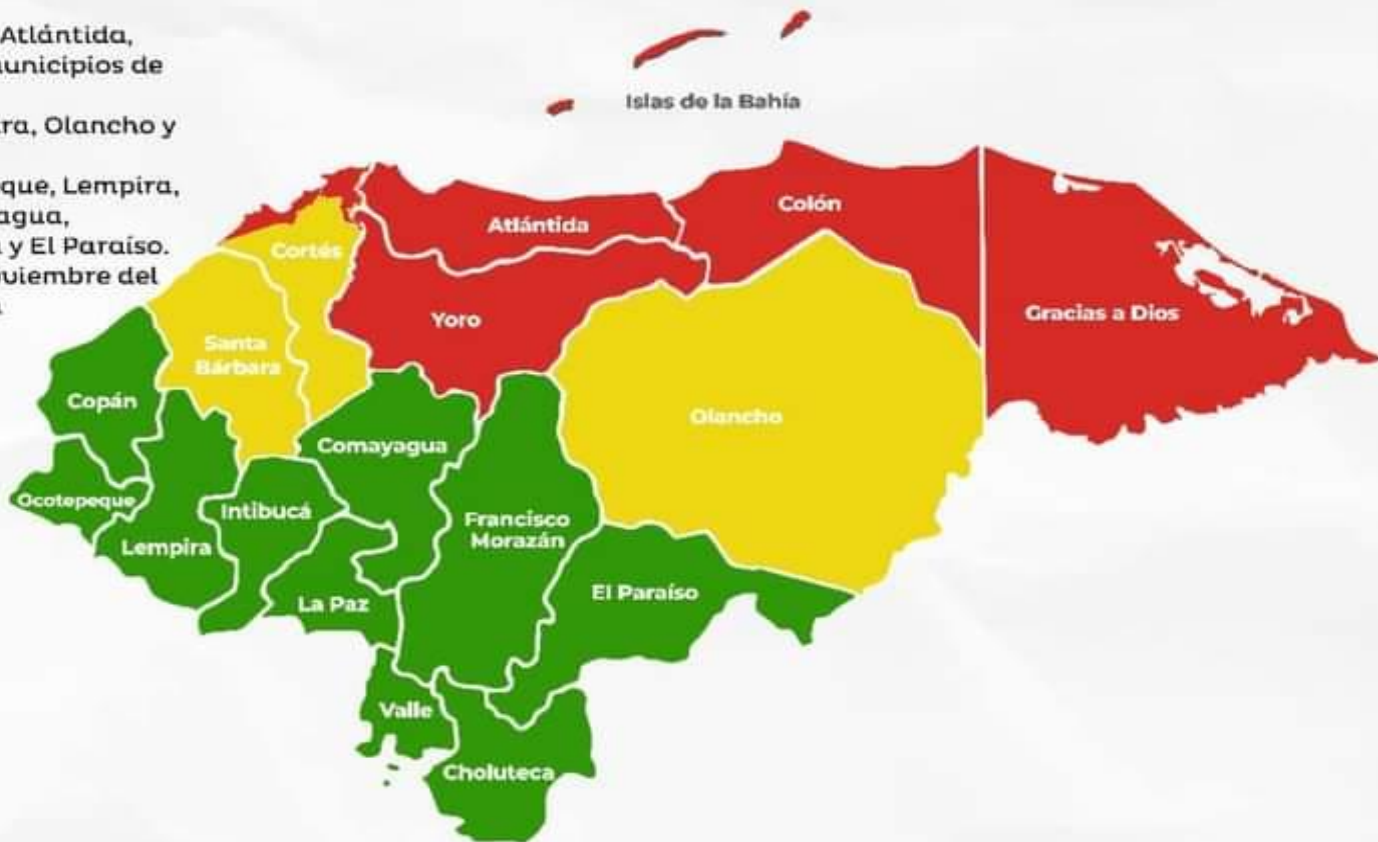 Atlántida,
unicipios de
ra, Olancho y
que, Lempira,
agua,
y El Paraíso.
viembre del
Islas de la Bahía
Colón
Atlántida
Cortés
Gracias a Dios
Yoro
Santa
Bárbara
Copán
Olancho
Comayagua
Ocotepeque
Intibucá
Francisco
Morazán
Lempira
El Paraíso
La Paz
Valle
Choluteca